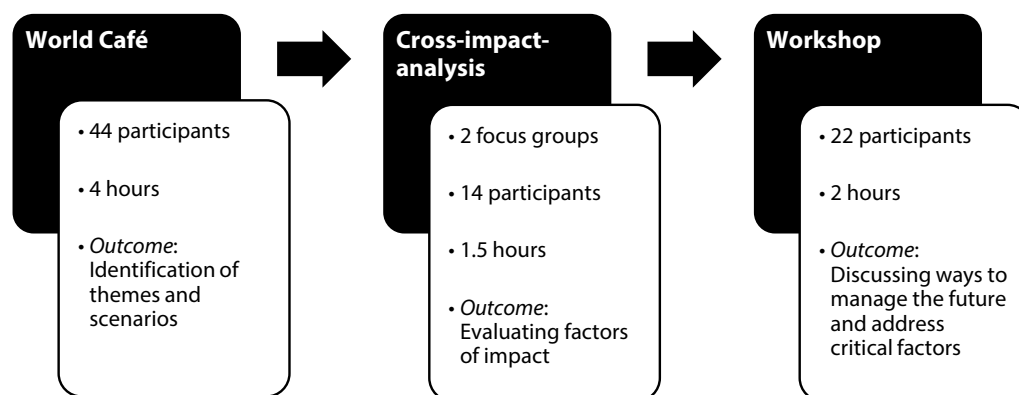 World Café
• 44 participants
• 4 hours
• Outcome:
Identification of
themes and
scenarios
Cross-impact-
analysis
• 2 focus groups
• 14 participants
• 1.5 hours
• Outcome:
Evaluating factors
of impact
Workshop
• 22 participants
• 2 hours
• Outcome:
Discussing ways to
manage the future
and address
critical factors